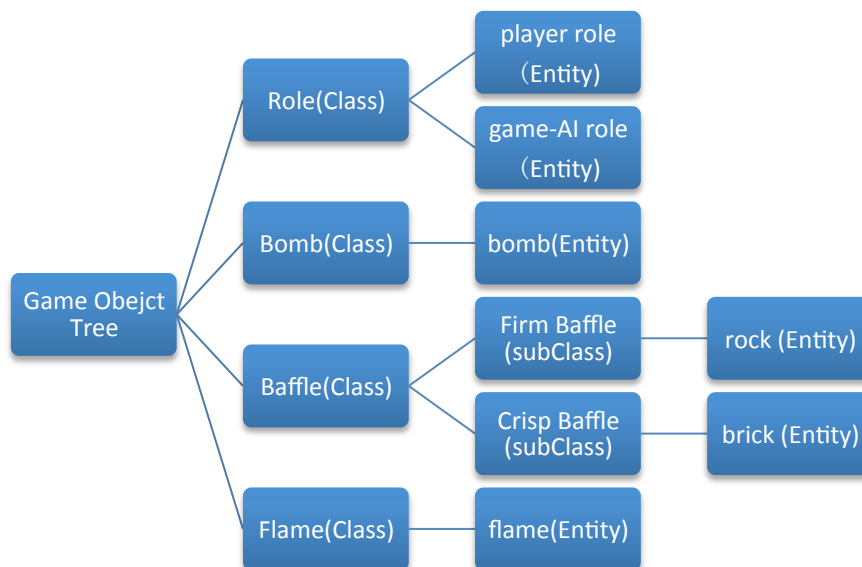 player role
（Entity)
Role(Class)
game-AI role
（Entity)
Bomb(Class)
bomb(Entity)
Game Obejct
Tree
Firm Baffle
(subClass)
rock (Entity)
Baffle(Class)
Crisp Baffle
(subClass)
brick (Entity)
Flame(Class)
flame(Entity)